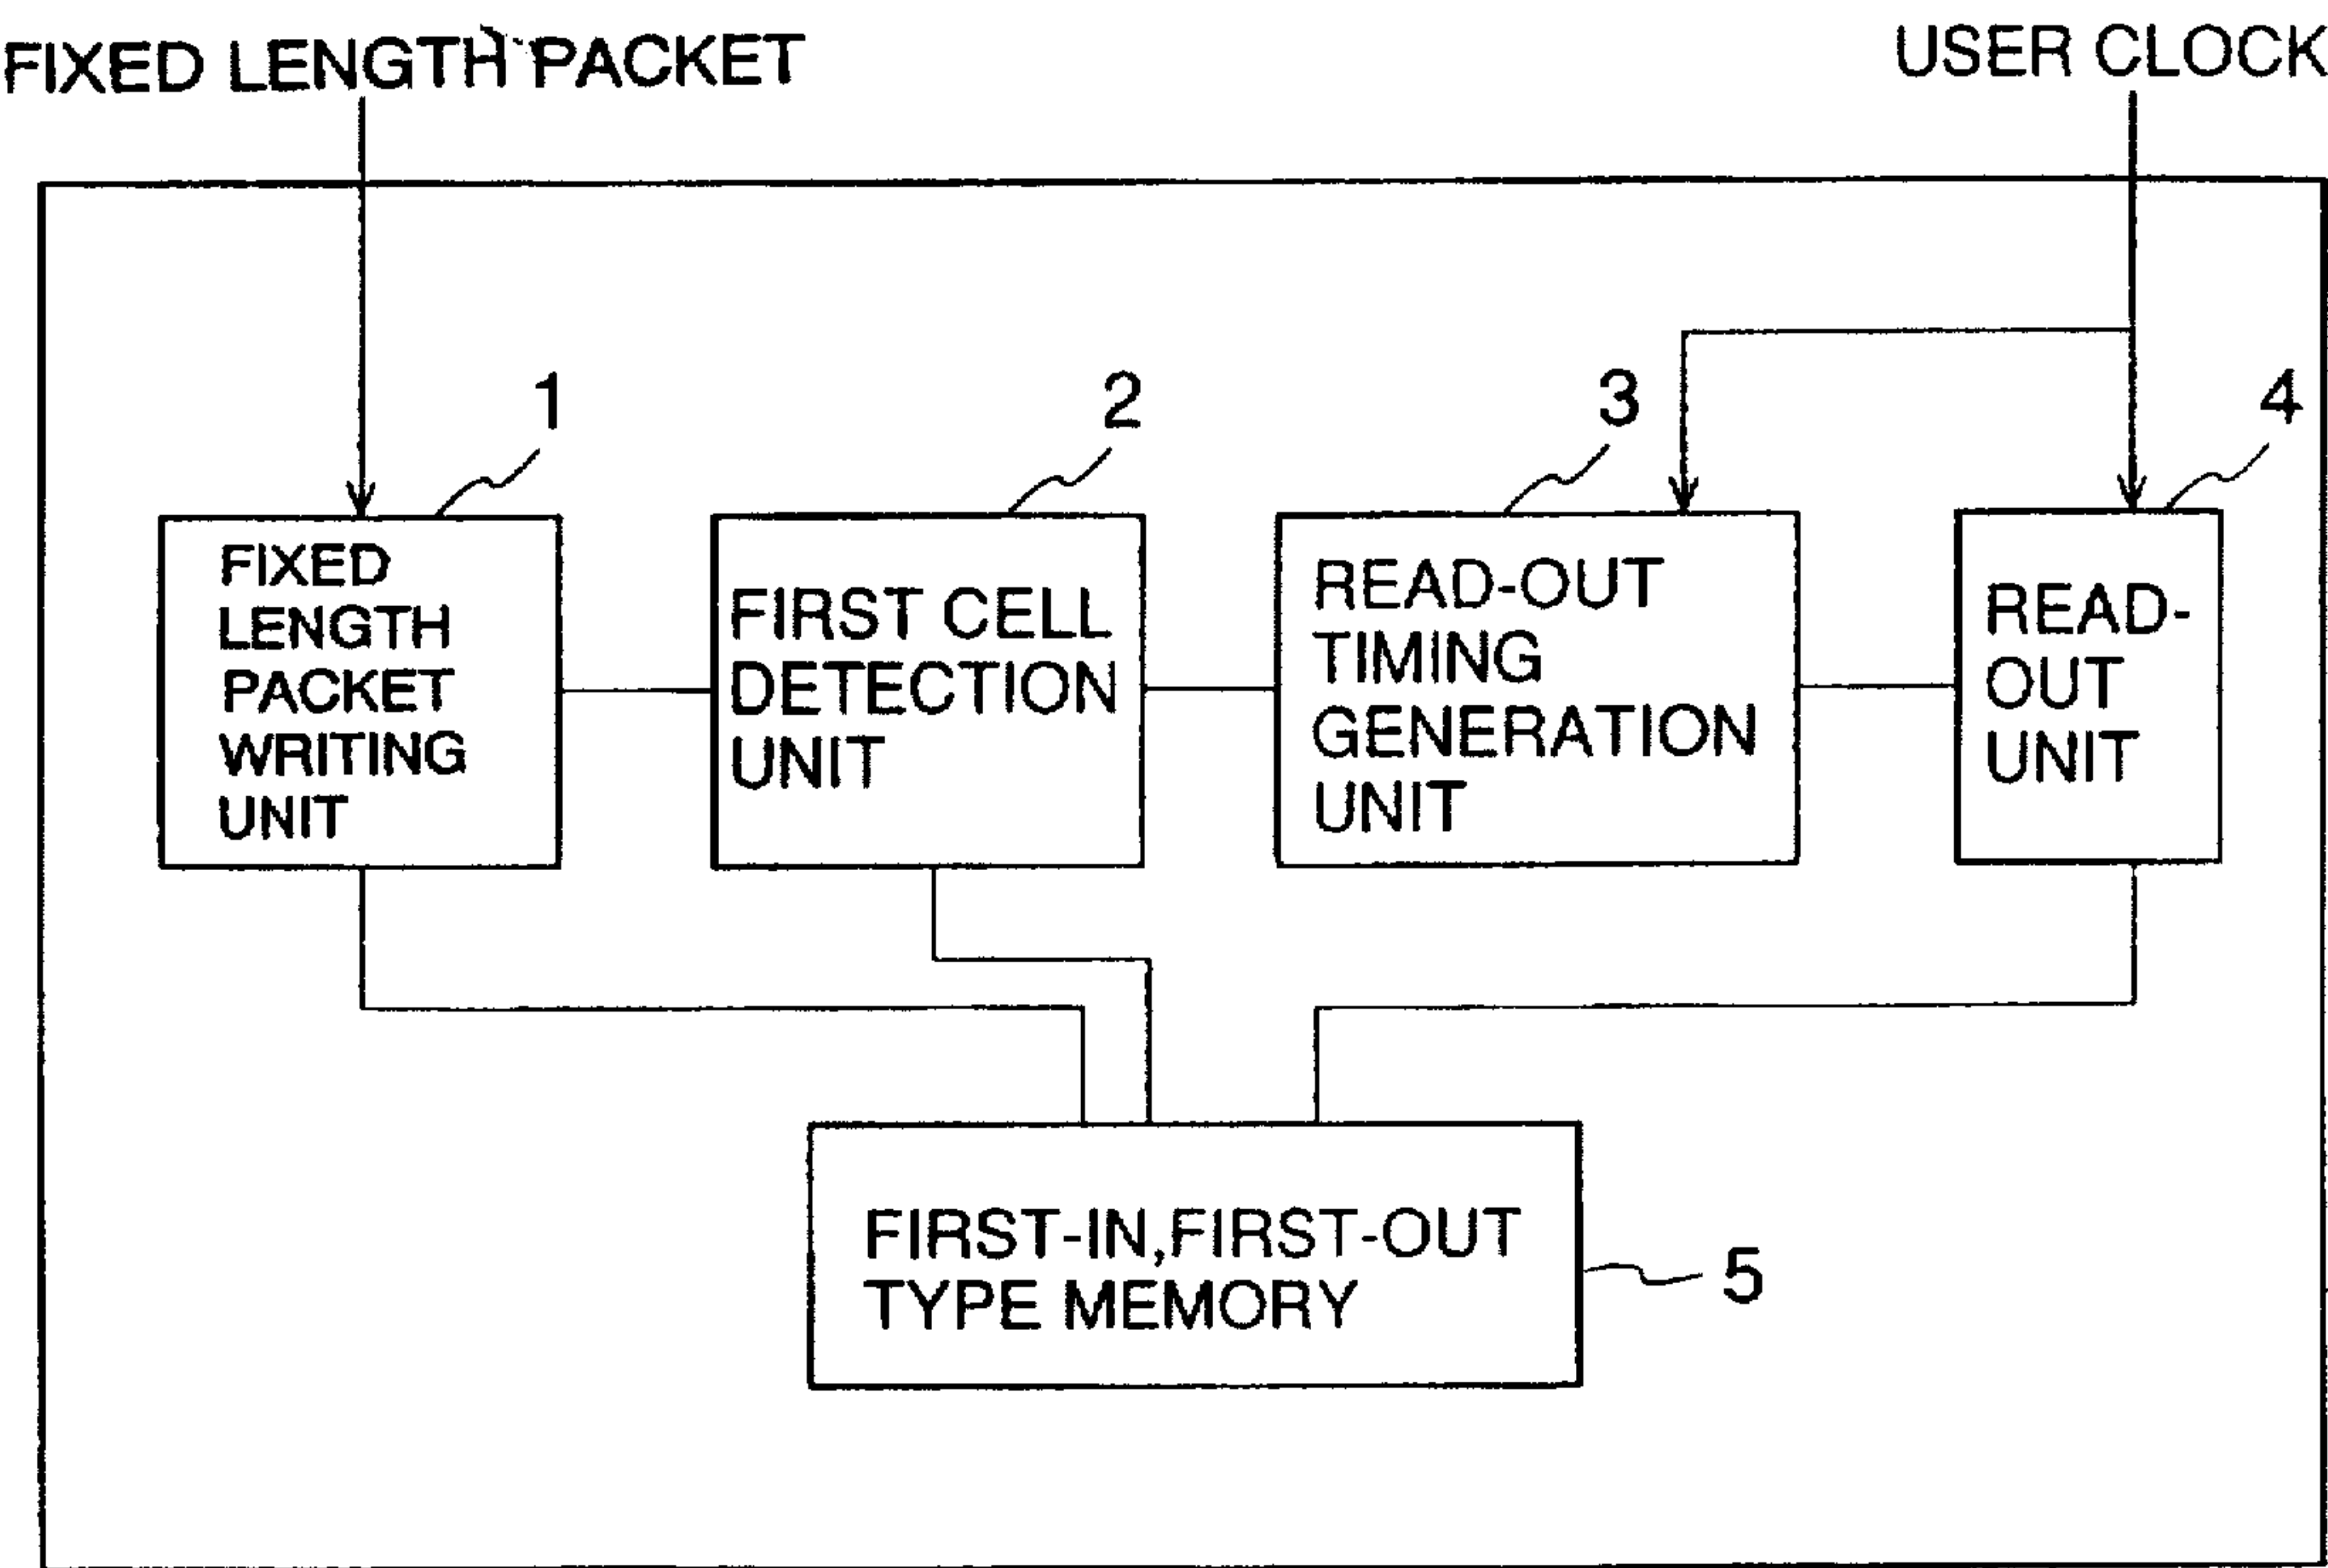 FIXED LENGTH PACKET
USER CLOCK
1
2
3
4
FIXED
LENGTH
PACKET
WRITING
UNIT
FIRST CELL
DETECTION
UNIT
READ-OUT
TIMING
GENERATION
UNIT
READ-
OUT
UNIT
FIRST-IN,FIRST-OUT
TYPE MEMORY
5